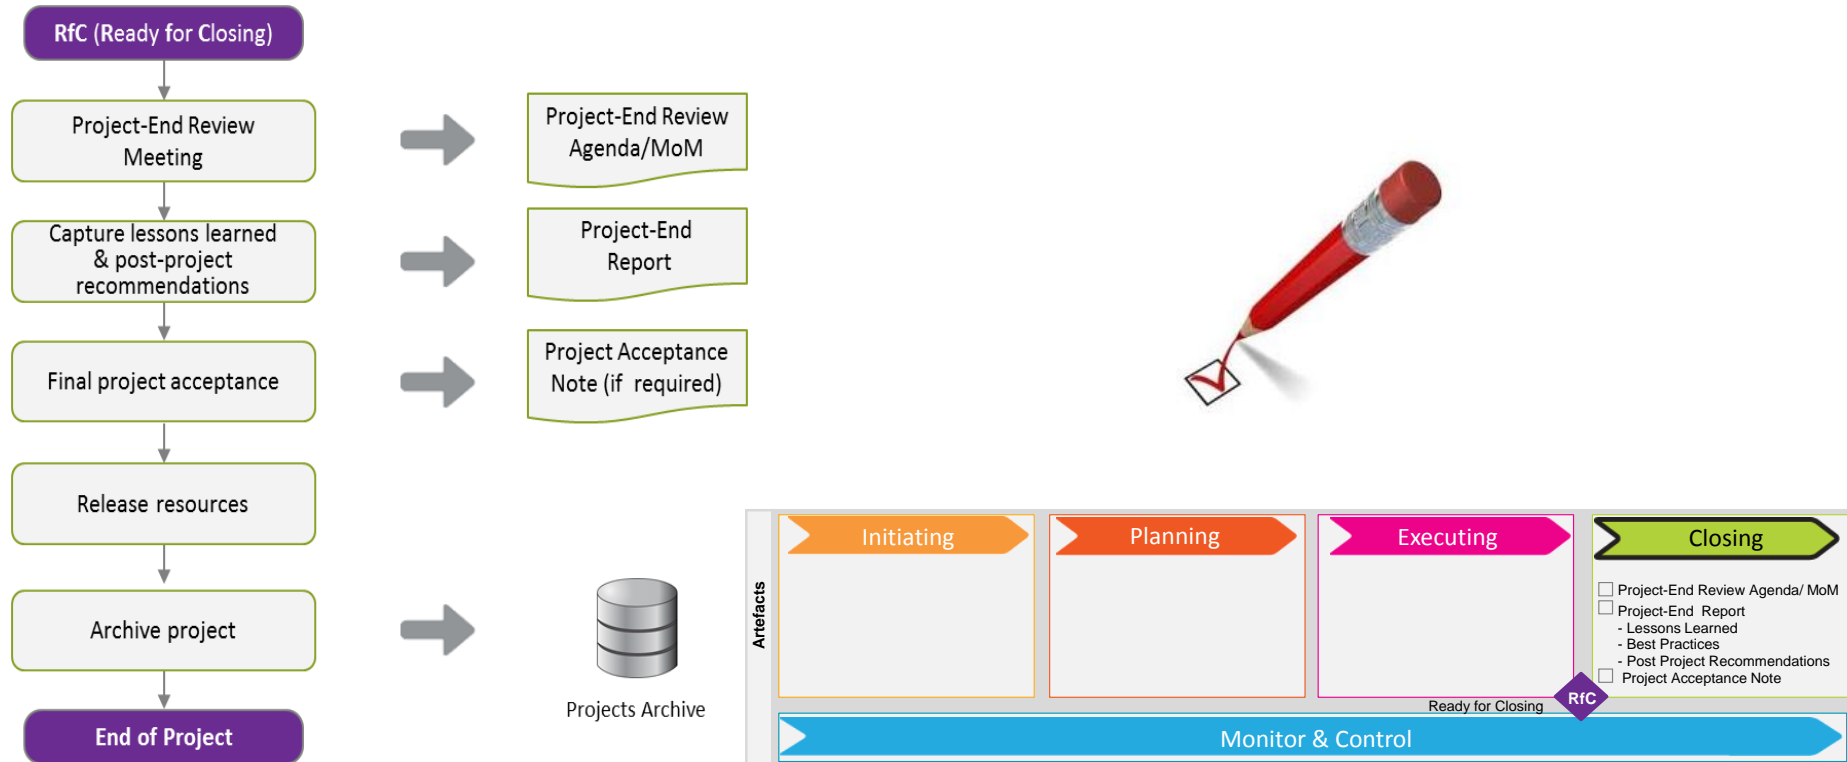 RfC (Ready for Closing)
Project-End Review
Meeting
Project-End Review
Agenda/MoM
Capture lessons learned
& post-project
recommendations
Project-End
Report
Final project acceptance
Project Acceptance
Note (if required)
Release resources
Archive project
Projects Archive
End of Project
Artefacts
Initiating
Planning
Executing
Closing
Project-End Review Agenda/ MoM
Project-End Report
- Lessons Learned
- Best Practices
- Post Project Recommendations
Project Acceptance Note
Ready for Closing
RfC
Monitor & Control